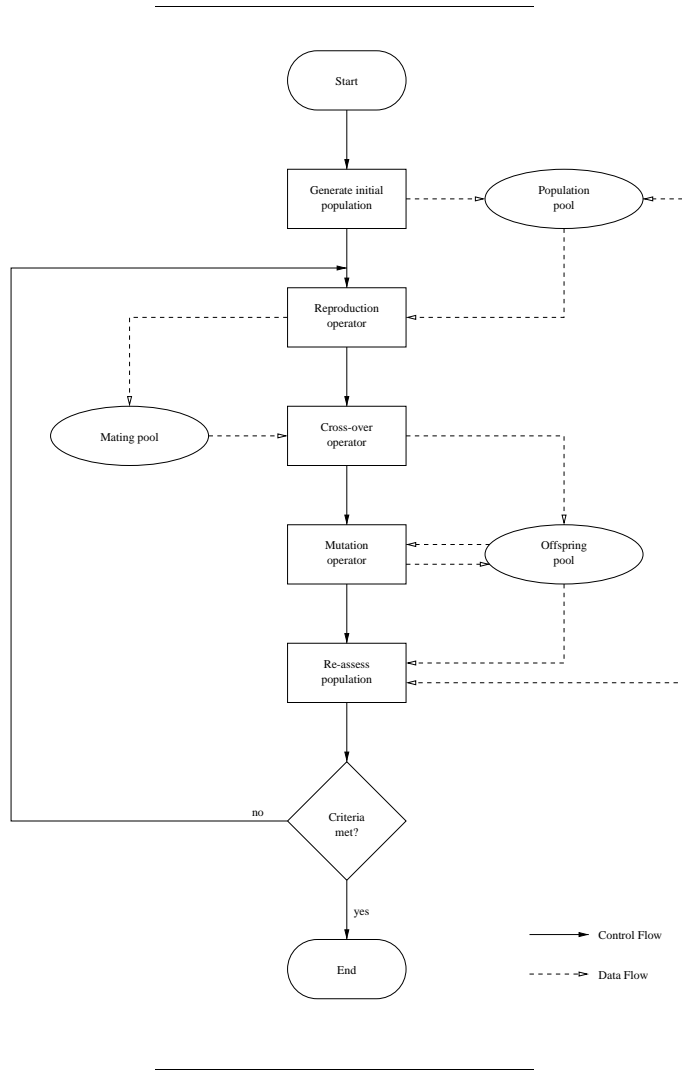 Start
Generate initial
population
Population
pool
Reproduction
operator
Cross-over
operator
Mating pool
Mutation
operator
Offspring
pool
Re-assess
population
no
Criteria
met?
yes
Control Flow
End
Data Flow